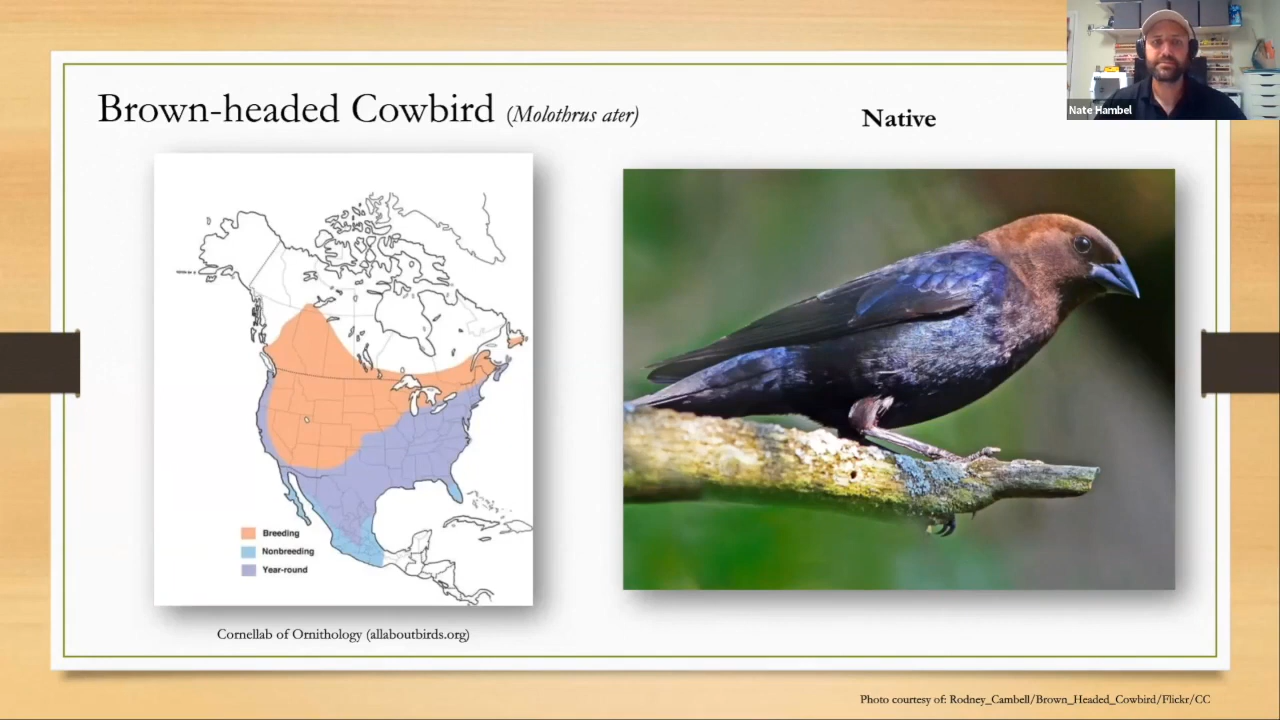 Brown-headed Cowbird (Molothrus ater)
Native
Nate Hambel
Breeding
Nonbreeding
Year-round
Cornellab of Ornithology (allaboutbirds.org)
Photo courtesy of: Rodney_Cambell/Brown_Headed_Cowbird/Flickr/CC